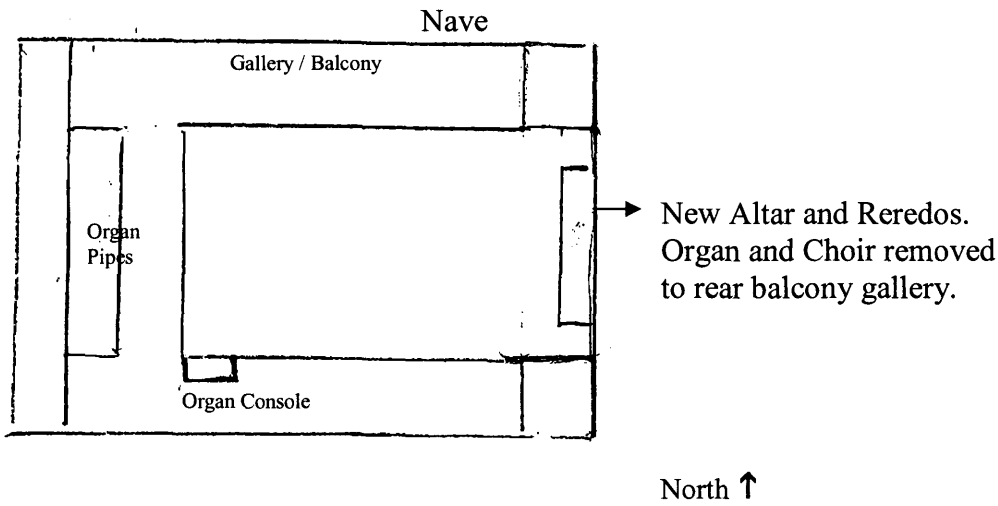 Nave
Gallery / Balcony
Organ
Pipes
New Altar and Reredos.
Organ and Choir removed
to rear balcony gallery.
Organ Console
North ↑